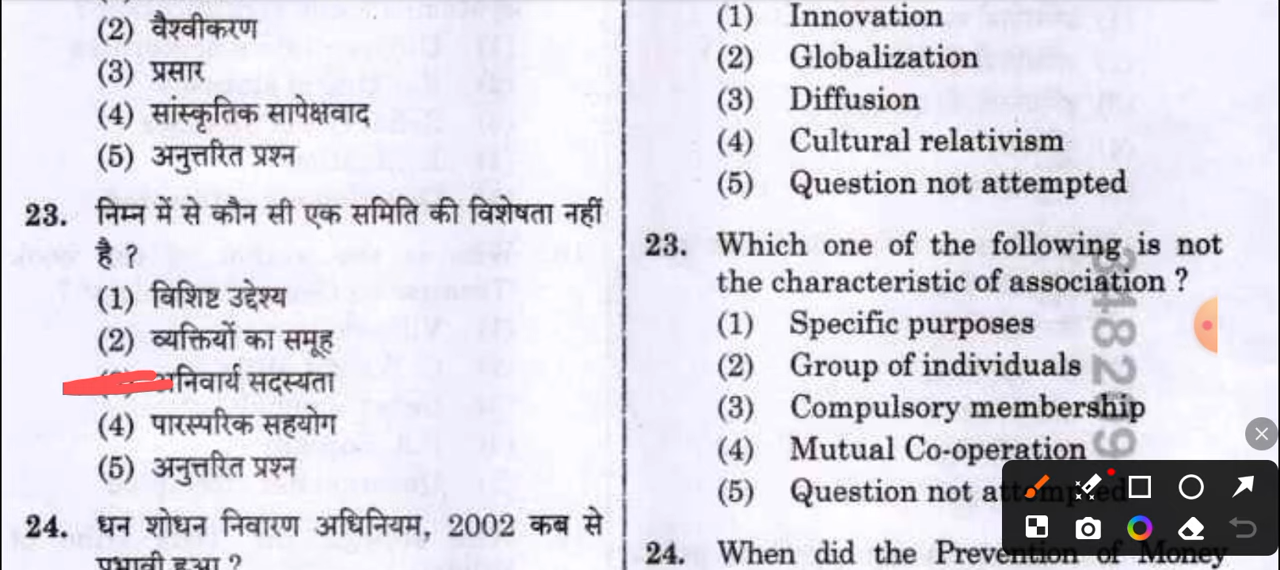 (2) वैश्वीकरण
(3) प्रसार
(4) सांस्कृतिक सापेक्षवाद
(5) अनुत्तरित प्रश्न
23. निम्न में से कौन सी एक समिति की विशेषता नहीं
है ?
(1) विशिष्ट उद्देश्य
(2) व्यक्तियों का समूह
अनिवार्य सदस्यता
(4) पारस्परिक सहयोग
(5) अनुत्तरित प्रश्न
24. धन शोधन निवारण अधिनियम, 2002 कब से
प्रभावी हुआ ?
(1) Innovation
(2) Globalization
(3) Diffusion
(4) Cultural relativism
(5) Question not attempted
23. Which one of the following is not
the characteristic of association ?
(1) Specific purposes
(2) Group of individuals
(3) Compulsory membership
(4) Mutual Co-operation
(5) Question not attempted
24. When did the Prevention of Money
348209